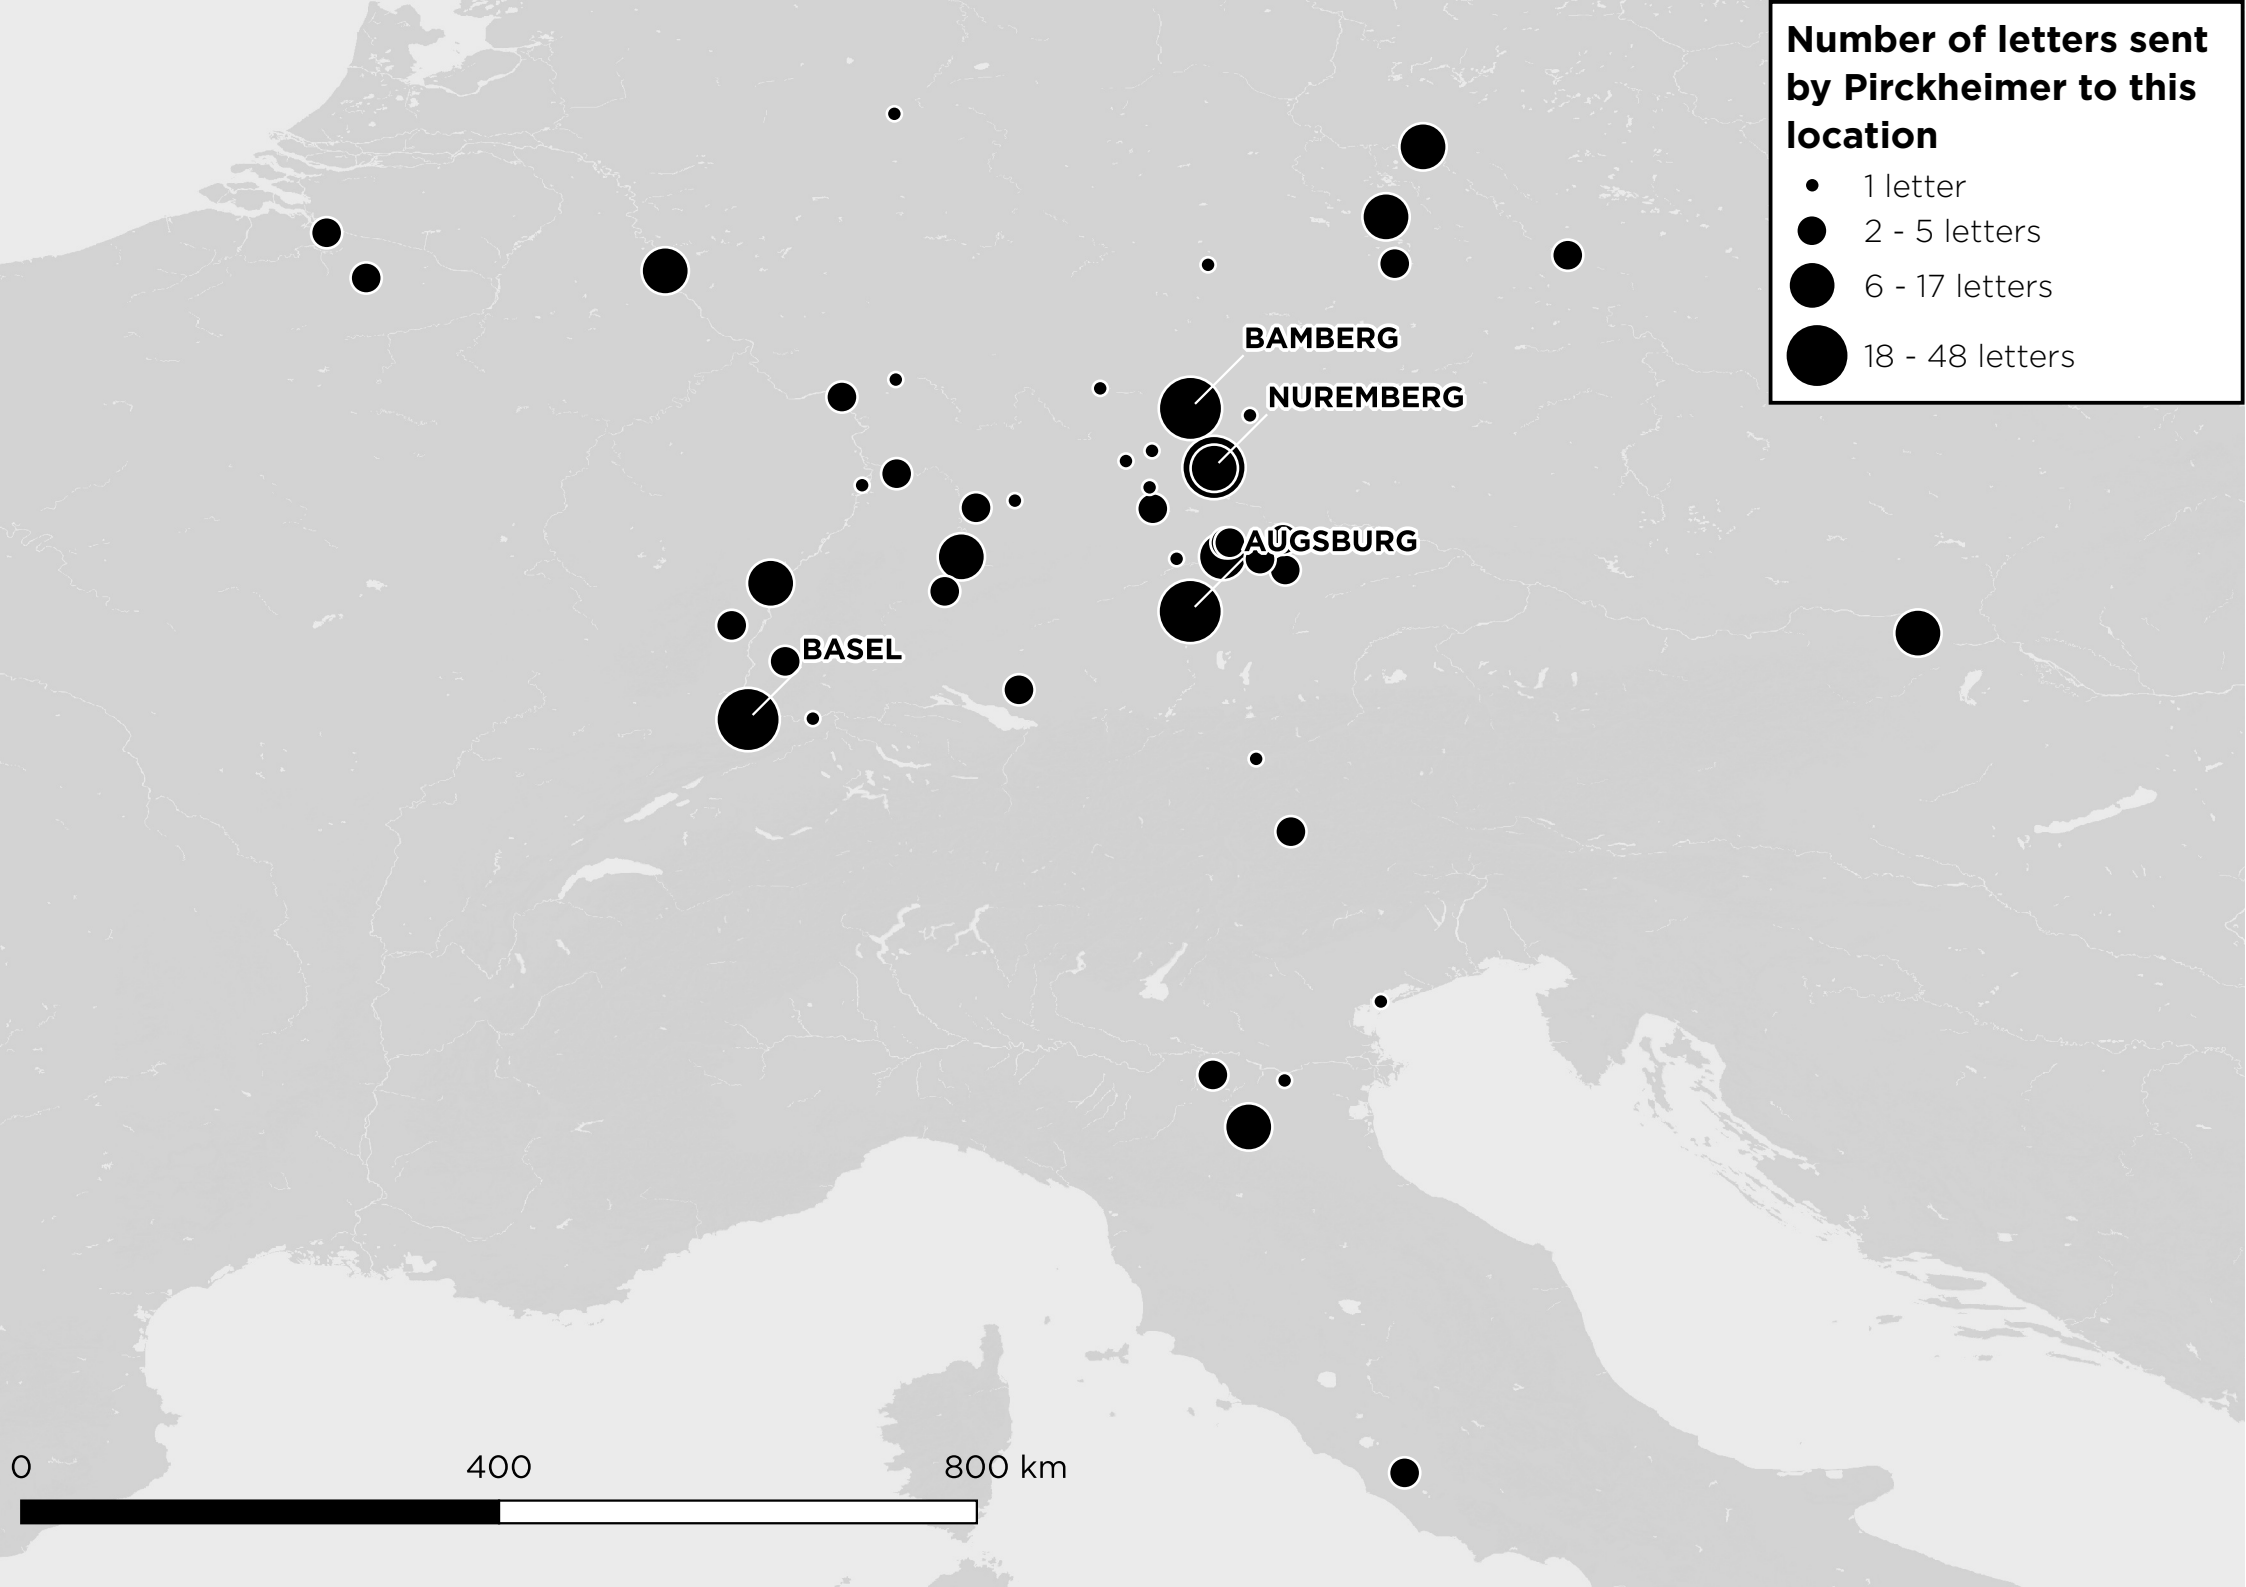 Number of letters sent
by Pirckheimer to this
location
1 letter
2 - 5 letters
6 - 17 letters
18 - 48 letters
BAMBERG
NUREMBERG
AUGSBURG
BASEL
0 400 800 km